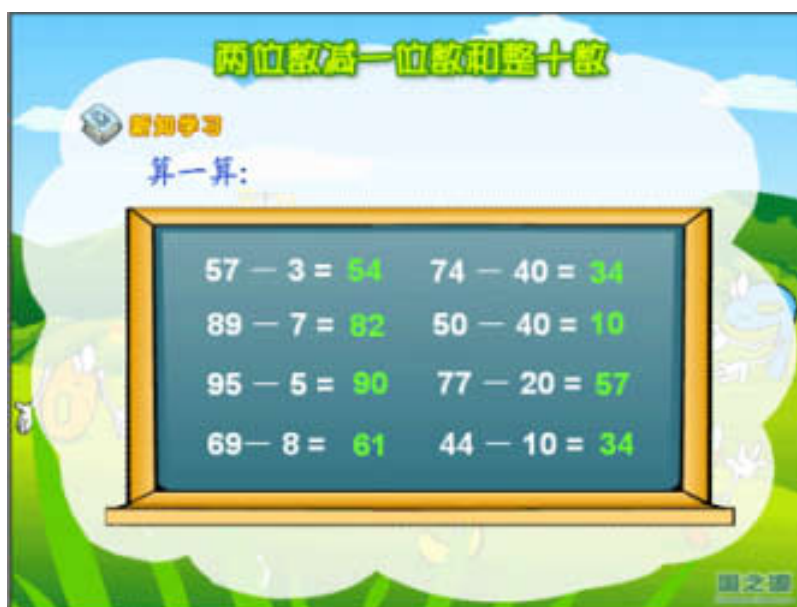 两位数减一位数和整十数
新知学习
算一算:
57 － 3 = 54 74 － 40 = 34
89 － 7 = 82 50 － 40 = 10
95 － 5 = 90 77 － 20 = 57
69－ 8 = 61 44 － 10 = 34